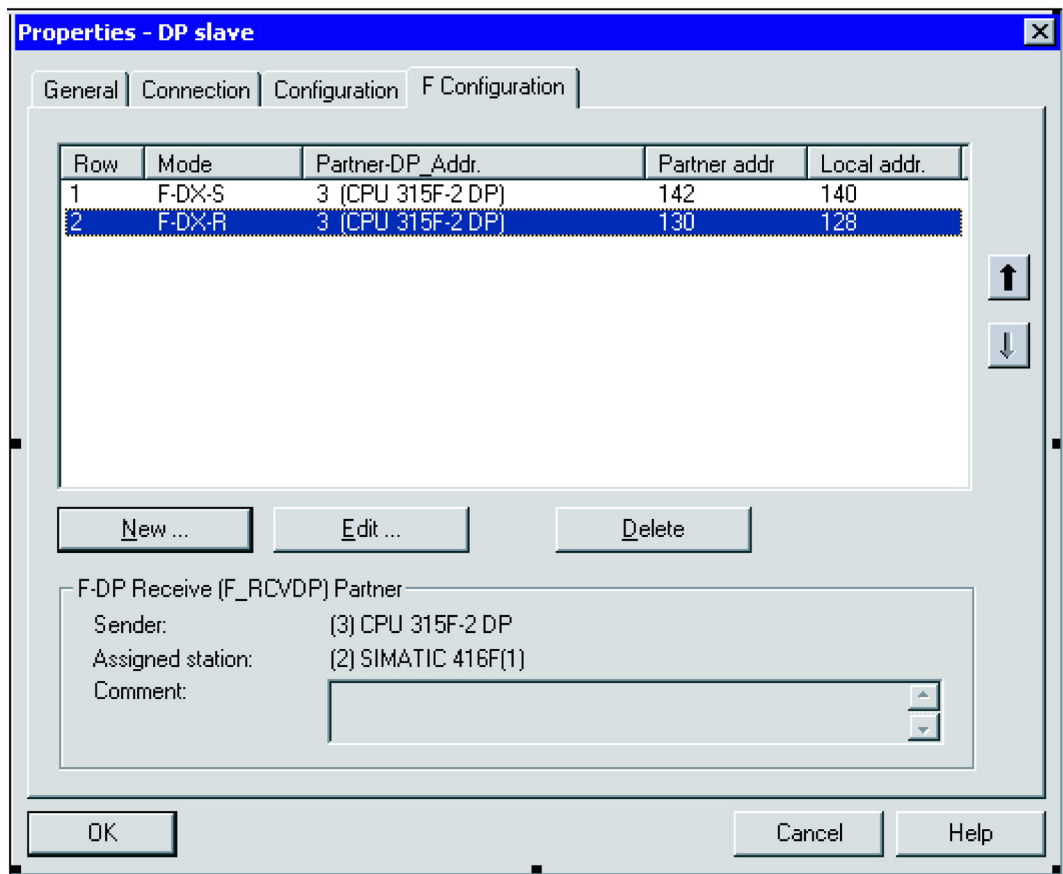 Properties - DP slave
General Connection Configuration F Configuration
Row Mode Partner-DP_Addr. Partner addr Local addr.
1 F-DX-S 3 (CPU 315F-2 DP) 142 140
2 F-DX-R 3 (CPU 315F-2 DP) 130 128
New ... Edit ... Delete
F-DP Receive (F_RCVDP) Partner
Sender: (3) CPU 315F-2 DP
Assigned station: (2) SIMATIC 416F(1)
Comment:
OK Cancel Help